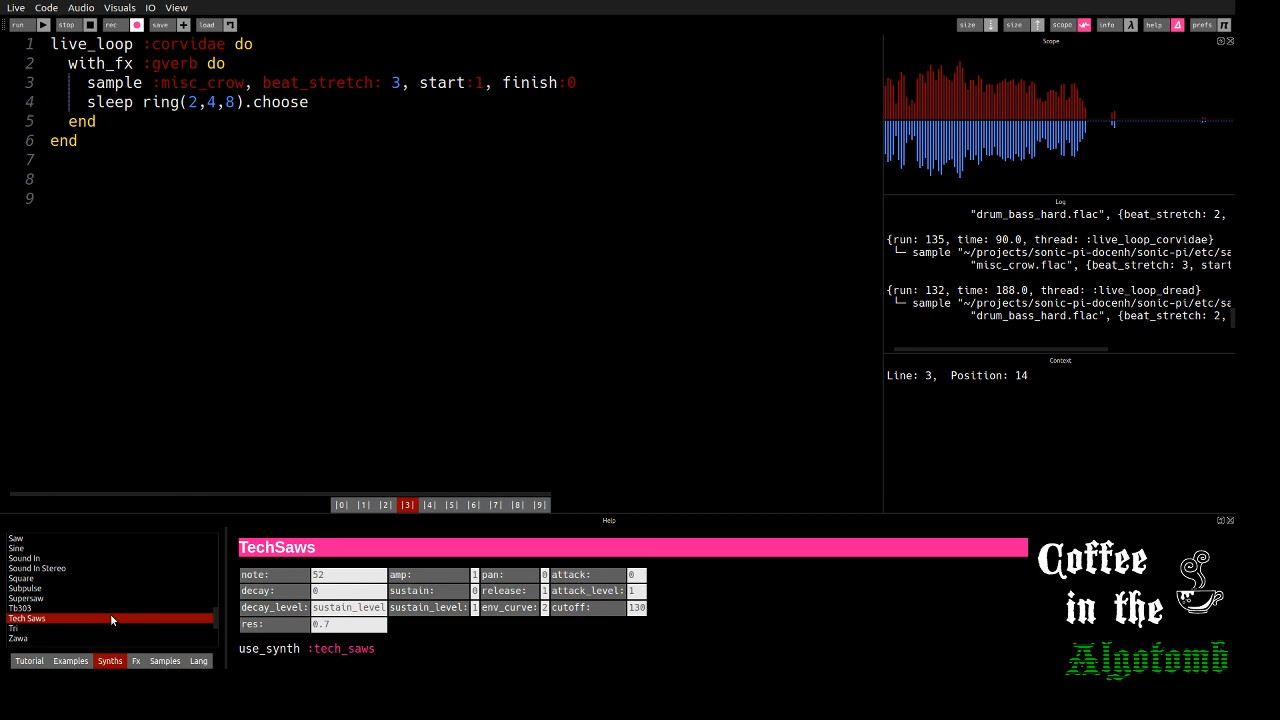 Live Code Audio Visuals IO View
run stop rec save load size size scope info help prefs
1 live_loop :corvidae do
2 with_fx :gverb do
3 sample :misc_crow, beat_stretch: 3, start:1, finish:0
4 sleep ring(2,4,8).choose
5 end
6 end
7
8
9
Scope
Log
"drum_bass_hard.flac", {beat_stretch: 2,
{run: 135, time: 90.0, thread: :live_loop_corvidae}
└─ sample "~/projects/sonic-pi-docenh/sonic-pi/etc/sa
"misc_crow.flac", {beat_stretch: 3, start
{run: 132, time: 188.0, thread: :live_loop_dread}
└─ sample "~/projects/sonic-pi-docenh/sonic-pi/etc/sa
"drum_bass_hard.flac", {beat_stretch: 2,
Context
Line: 3, Position: 14
|0| |1| |2| |3| |4| |5| |6| |7| |8| |9|
Help
Saw
Sine
Sound In
Sound In Stereo
Square
Subpulse
Supersaw
Tb303
Tech Saws
Tri
Zawa
Tutorial Examples Synths Fx Samples Lang
TechSaws
note: 52 amp: 1 pan: 0 attack: 0
decay: 0 sustain: 0 release: 1 attack_level: 1
decay_level: sustain_level sustain_level: 1 env_curve: 2 cutoff: 130
res: 0.7
use_synth :tech_saws
Coffee
in the
Algotomb